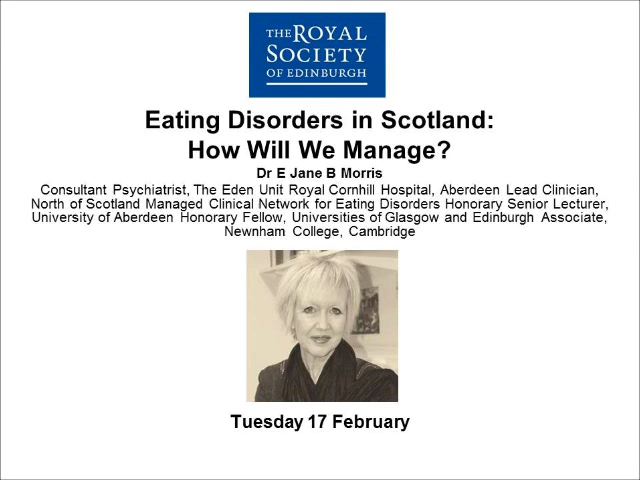 THE ROYAL
SOCIETY
OF EDINBURGH
Eating Disorders in Scotland:
How Will We Manage?
Dr E Jane B Morris
Consultant Psychiatrist, The Eden Unit Royal Cornhill Hospital, Aberdeen Lead Clinician,
North of Scotland Managed Clinical Network for Eating Disorders Honorary Senior Lecturer,
University of Aberdeen Honorary Fellow, Universities of Glasgow and Edinburgh Associate,
Newnham College, Cambridge
Tuesday 17 February